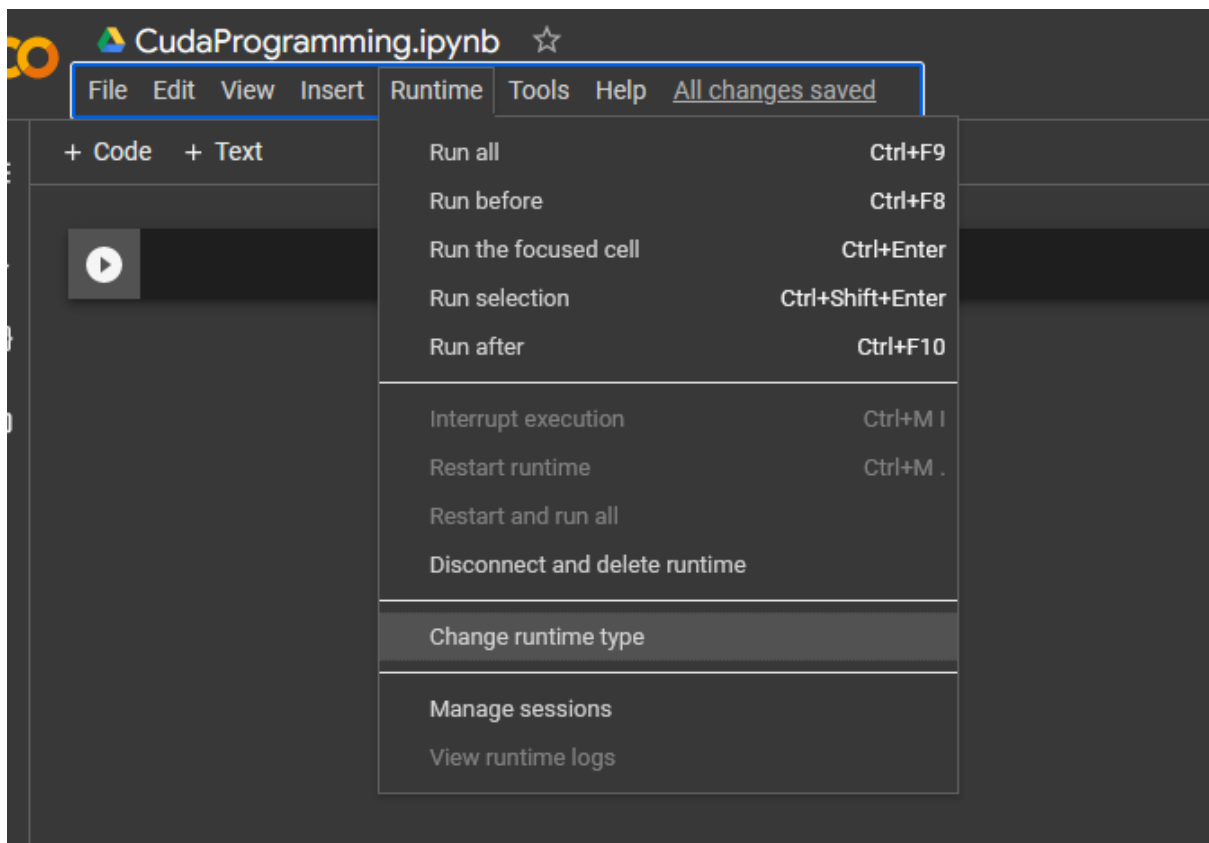 CudaProgramming.ipynb
File Edit View Insert Runtime Tools Help All changes saved
+ Code + Text
Run all Ctrl+F9
Run before Ctrl+F8
Run the focused cell Ctrl+Enter
Run selection Ctrl+Shift+Enter
Run after Ctrl+F10
Interrupt execution Ctrl+M I
Restart runtime Ctrl+M .
Restart and run all
Disconnect and delete runtime
Change runtime type
Manage sessions
View runtime logs